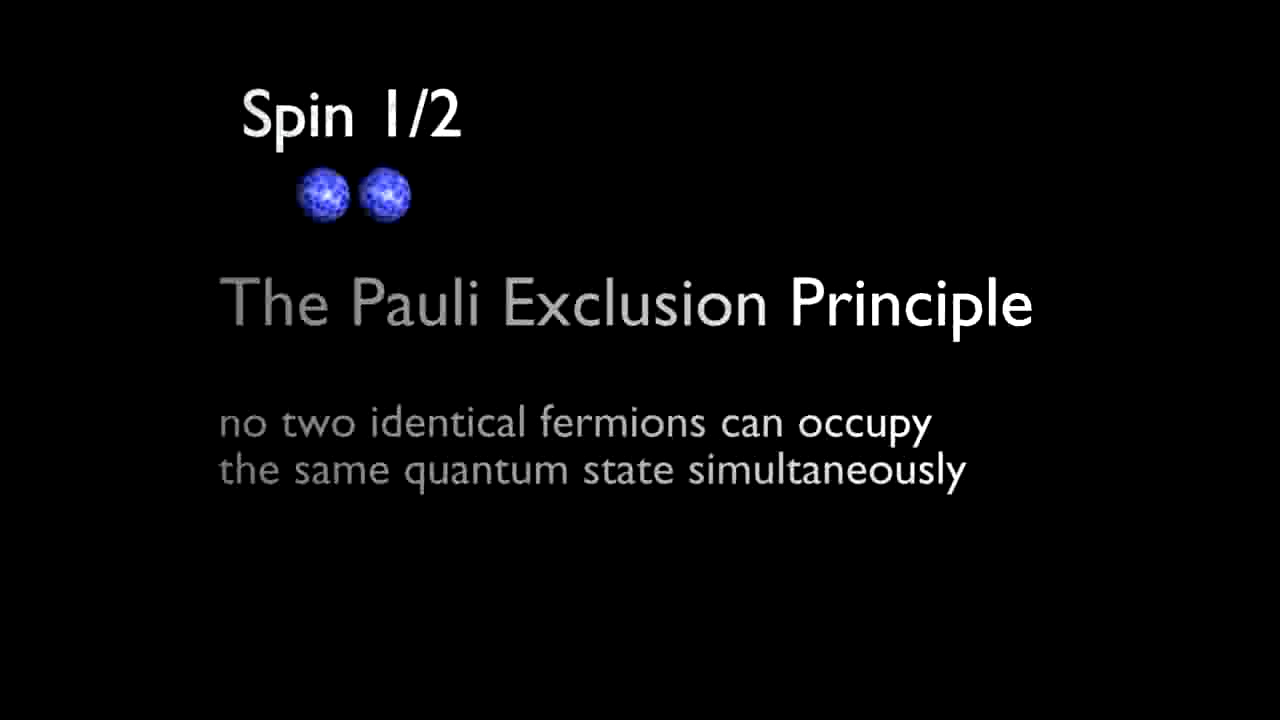 Spin 1/2
The Pauli Exclusion Principle
no two identical fermions can occupy
the same quantum state simultaneously